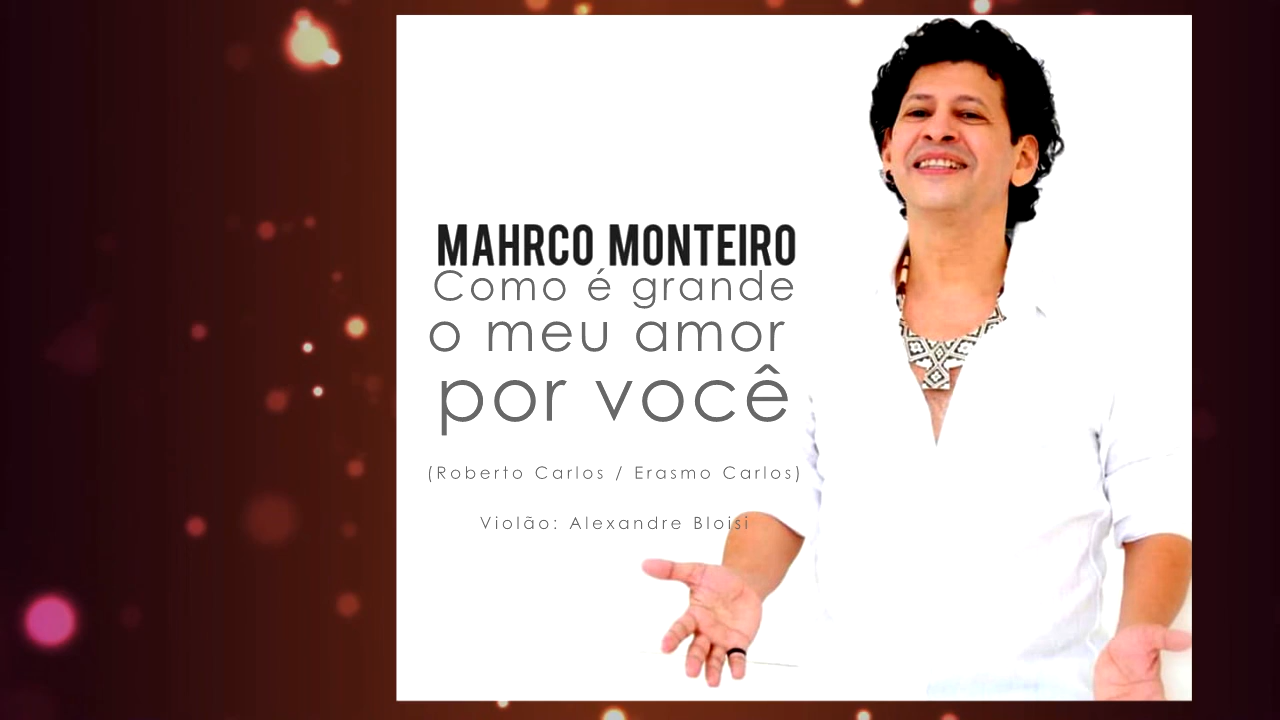 MAHRCO MONTEIRO
Como é grande
o meu amor
por você
(Roberto Carlos / Erasmo Carlos)
Violão: Alexandre Bloisi